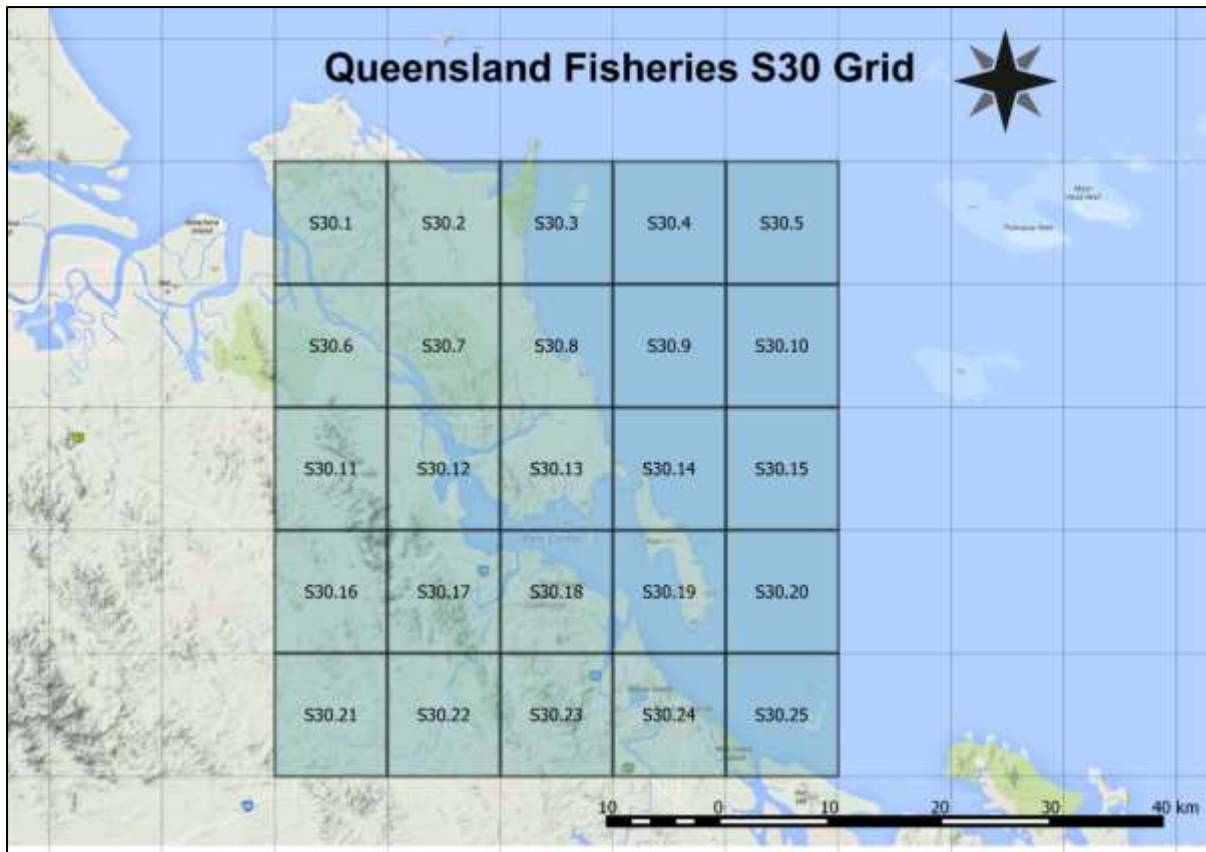 Queensland Fisheries S30 Grid
S30.1 S30.2 S30.3 S30.4 S30.5
S30.6 S30.7 S30.8 S30.9 S30.10
S30.11 S30.12 S30.13 S30.14 S30.15
S30.16 S30.17 S30.18 S30.19 S30.20
S30.21 S30.22 S30.23 S30.24 S30.25
10 0 10 20 30 40 km